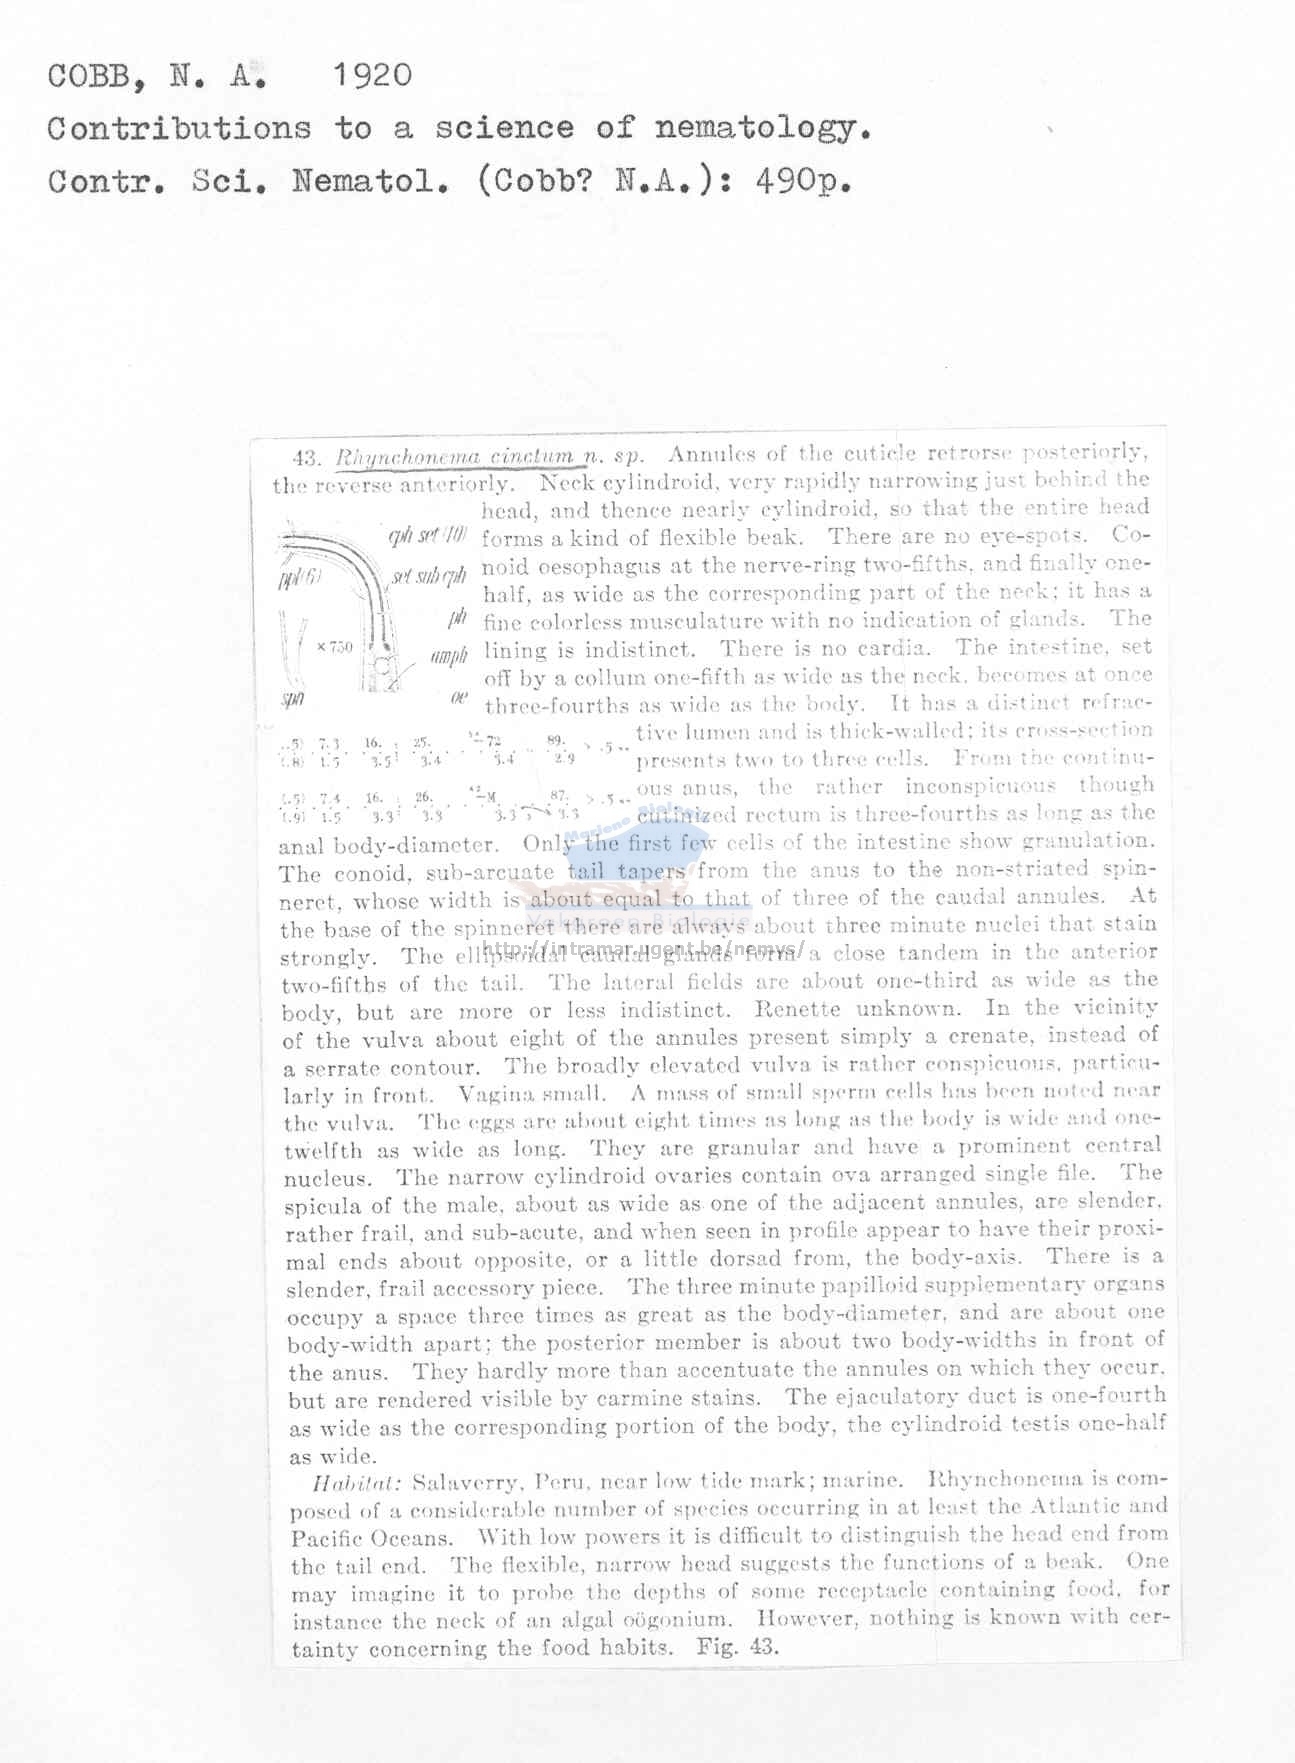 COBB, N. A. 1920
Contributions to a science of nematology.
Contr. Sci. Nematol. (Cobb? N.A.): 490p.
43. Rhynchonema cinctum n. sp. Annules of the cuticle retrorse posteriorly,
the reverse anteriorly. Neck cylindroid, very rapidly narrowing just behind the
head, and thence nearly cylindroid, so that the entire head
forms a kind of flexible beak. There are no eye-spots. Co-
noid oesophagus at the nerve-ring two-fifths, and finally one-
half, as wide as the corresponding part of the neck; it has a
fine colorless musculature with no indication of glands. The
lining is indistinct. There is no cardia. The intestine, set
off by a collum one-fifth as wide as the neck, becomes at once
three-fourths as wide as the body. It has a distinct refrac-
cph set (10)
ppl (6)
set sub cph
ph
× 750
amph
spn
oe
7.3 16. 25. 72 89. .5
(.8) 1.5 3.5 3.4 3.4 2.9
(.5) 7.4 16. 26. M 87. .5
(.9) 1.5 3.3 3.3 3.3 3.3
tive lumen and is thick-walled; its cross-section
presents two to three cells. From the continu-
ous anus, the rather inconspicuous though
cutinized rectum is three-fourths as long as the
anal body-diameter. Only the first few cells of the intestine show granulation.
The conoid, sub-arcuate tail tapers from the anus to the non-striated spin-
neret, whose width is about equal to that of three of the caudal annules. At
the base of the spinneret there are always about three minute nuclei that stain
strongly. The ellipsoidal caudal glands form a close tandem in the anterior
two-fifths of the tail. The lateral fields are about one-third as wide as the
body, but are more or less indistinct. Renette unknown. In the vicinity
of the vulva about eight of the annules present simply a crenate, instead of
a serrate contour. The broadly elevated vulva is rather conspicuous, particu-
larly in front. Vagina small. A mass of small sperm cells has been noted near
the vulva. The eggs are about eight times as long as the body is wide and one-
twelfth as wide as long. They are granular and have a prominent central
nucleus. The narrow cylindroid ovaries contain ova arranged single file. The
spicula of the male, about as wide as one of the adjacent annules, are slender,
rather frail, and sub-acute, and when seen in profile appear to have their proxi-
mal ends about opposite, or a little dorsad from, the body-axis. There is a
slender, frail accessory piece. The three minute papilloid supplementary organs
occupy a space three times as great as the body-diameter, and are about one
body-width apart; the posterior member is about two body-widths in front of
the anus. They hardly more than accentuate the annules on which they occur,
but are rendered visible by carmine stains. The ejaculatory duct is one-fourth
as wide as the corresponding portion of the body, the cylindroid testis one-half
as wide.
Habitat: Salaverry, Peru, near low tide mark; marine. Rhynchonema is com-
posed of a considerable number of species occurring in at least the Atlantic and
Pacific Oceans. With low powers it is difficult to distinguish the head end from
the tail end. The flexible, narrow head suggests the functions of a beak. One
may imagine it to probe the depths of some receptacle containing food, for
instance the neck of an algal oögonium. However, nothing is known with cer-
tainty concerning the food habits. Fig. 43.
Mariene Biologie
Vakgroep Biologie
http://intramar.ugent.be/nemys/